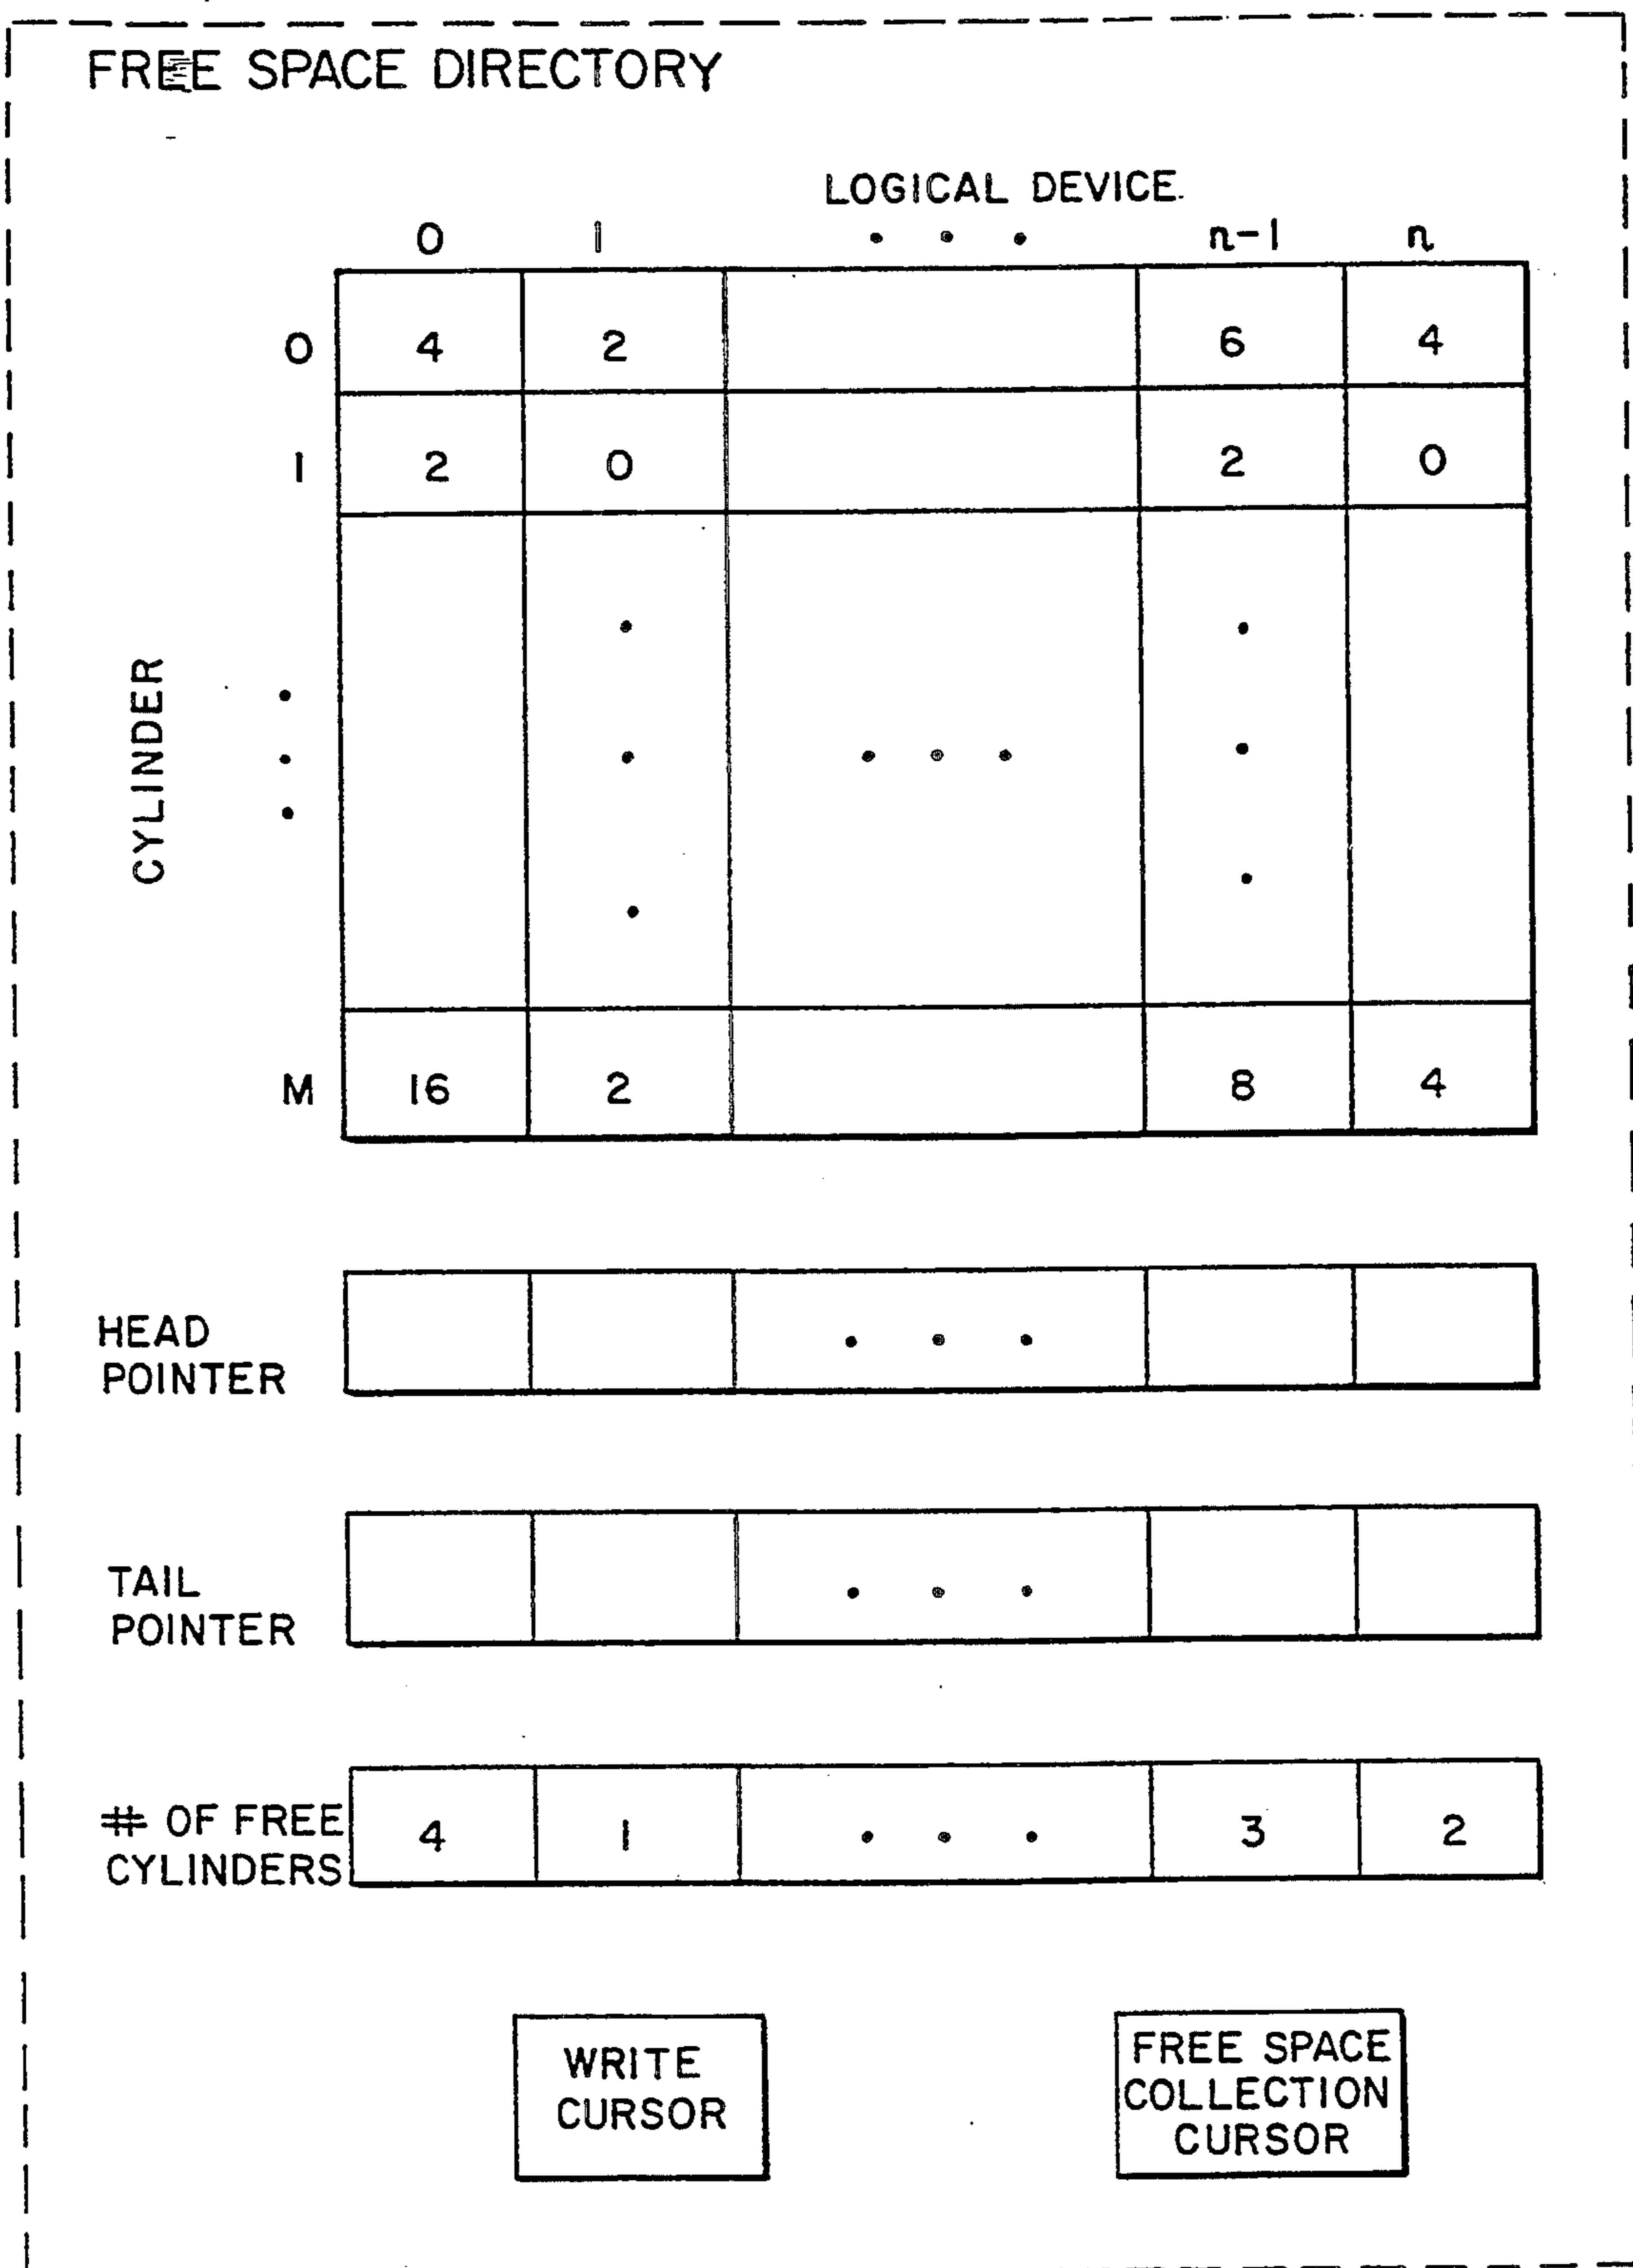 FREE SPACE DIRECTORY
LOGICAL DEVICE
0 1 • • • n-1 n
0 4 2 6 4
1 2 0 2 0
CYLINDER
• • •
M 16 2 8 4
HEAD
POINTER
• • •
TAIL
POINTER
• • •
# OF FREE
CYLINDERS
4 1 • • • 3 2
WRITE
CURSOR
FREE SPACE
COLLECTION
CURSOR